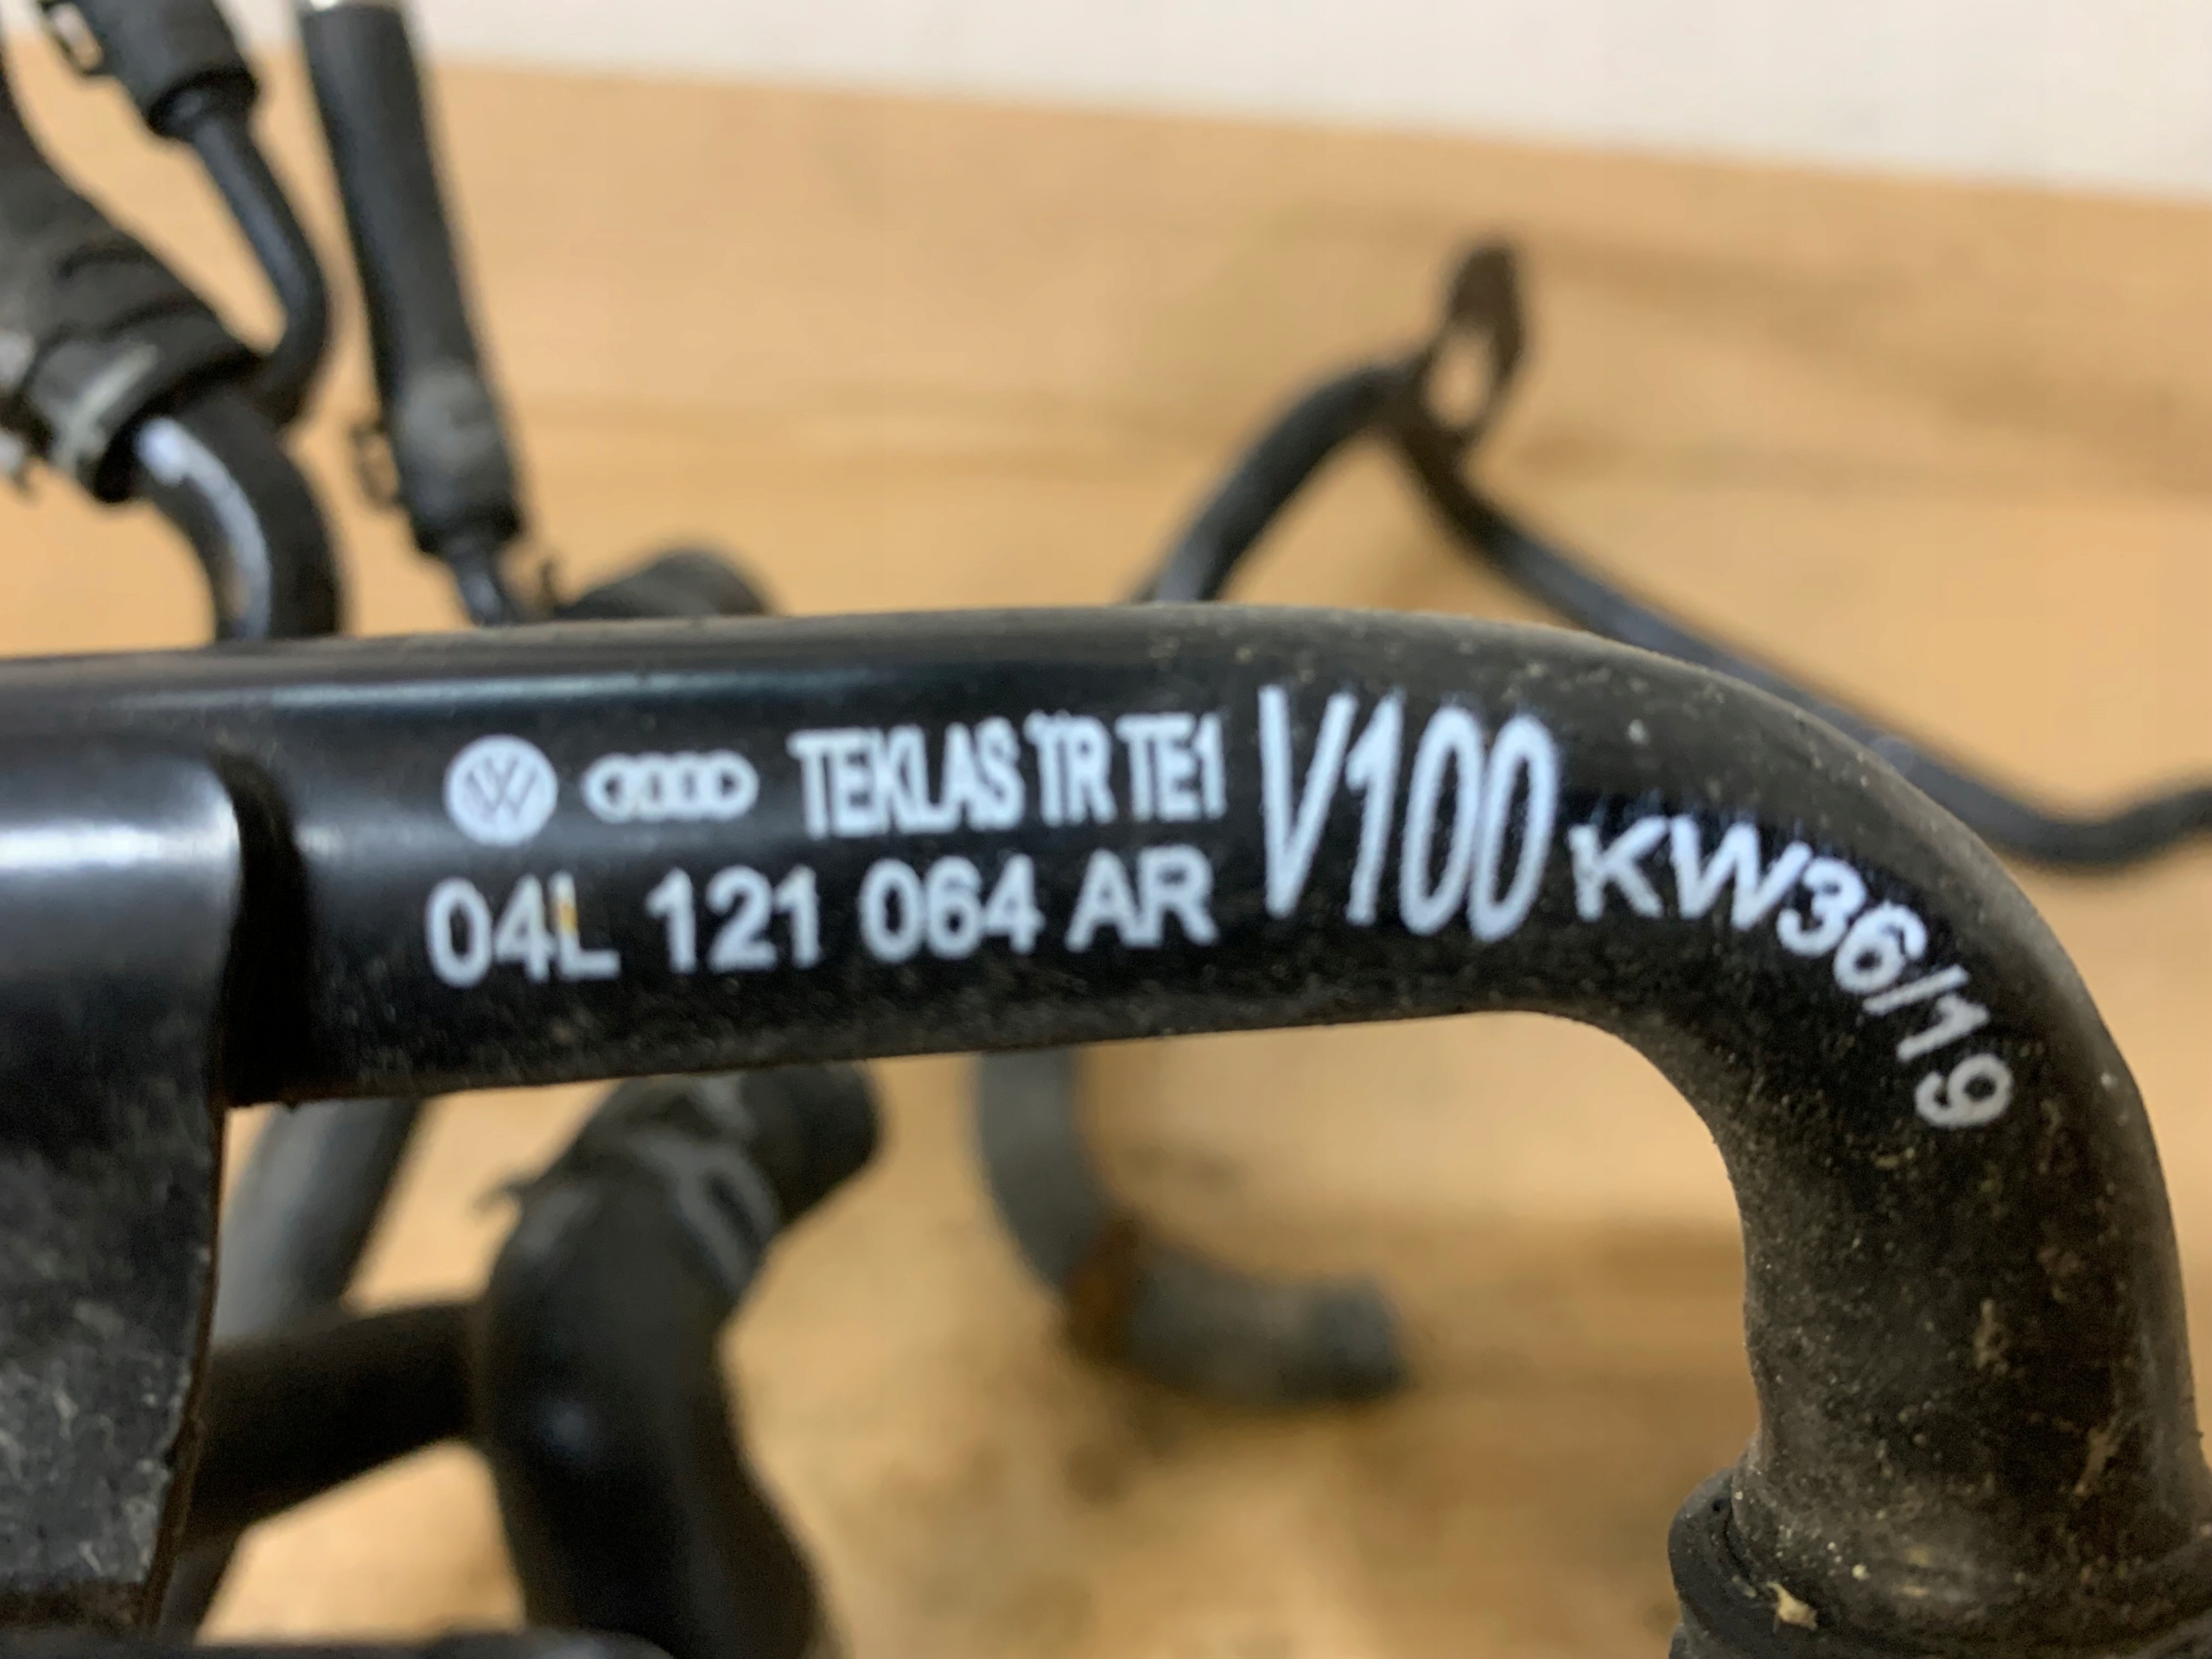 TEKLAS TR TE1 V100 KW36/19
04L 121 064 AR